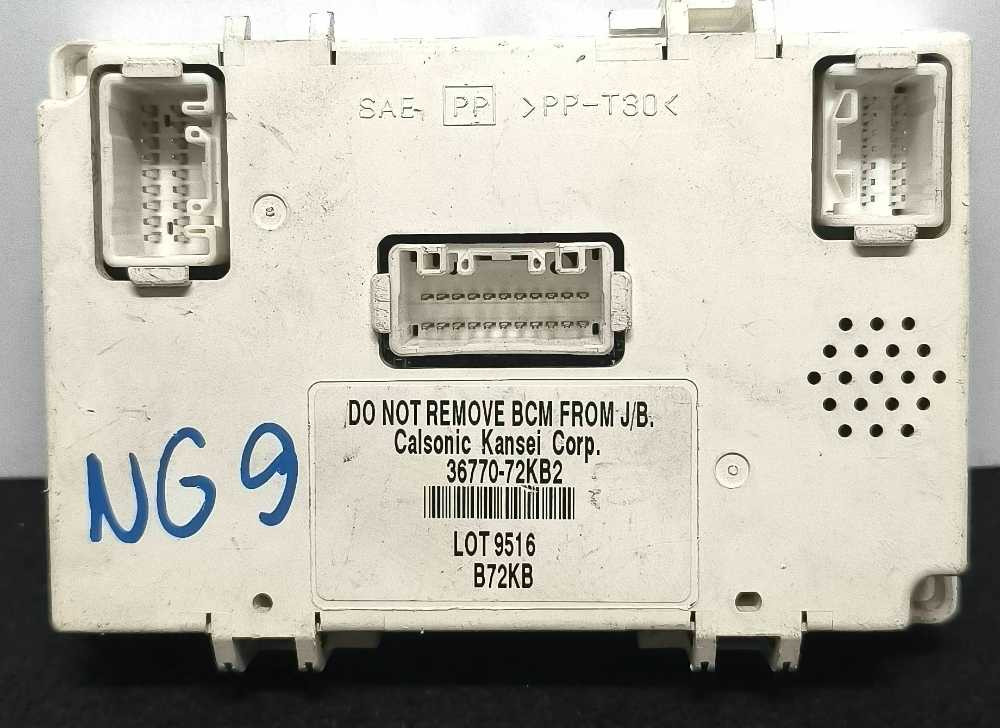 SAE PP >PP-T30<
DO NOT REMOVE BCM FROM J/B.
Calsonic Kansei Corp.
36770-72KB2
LOT 9516
B72KB
NG9